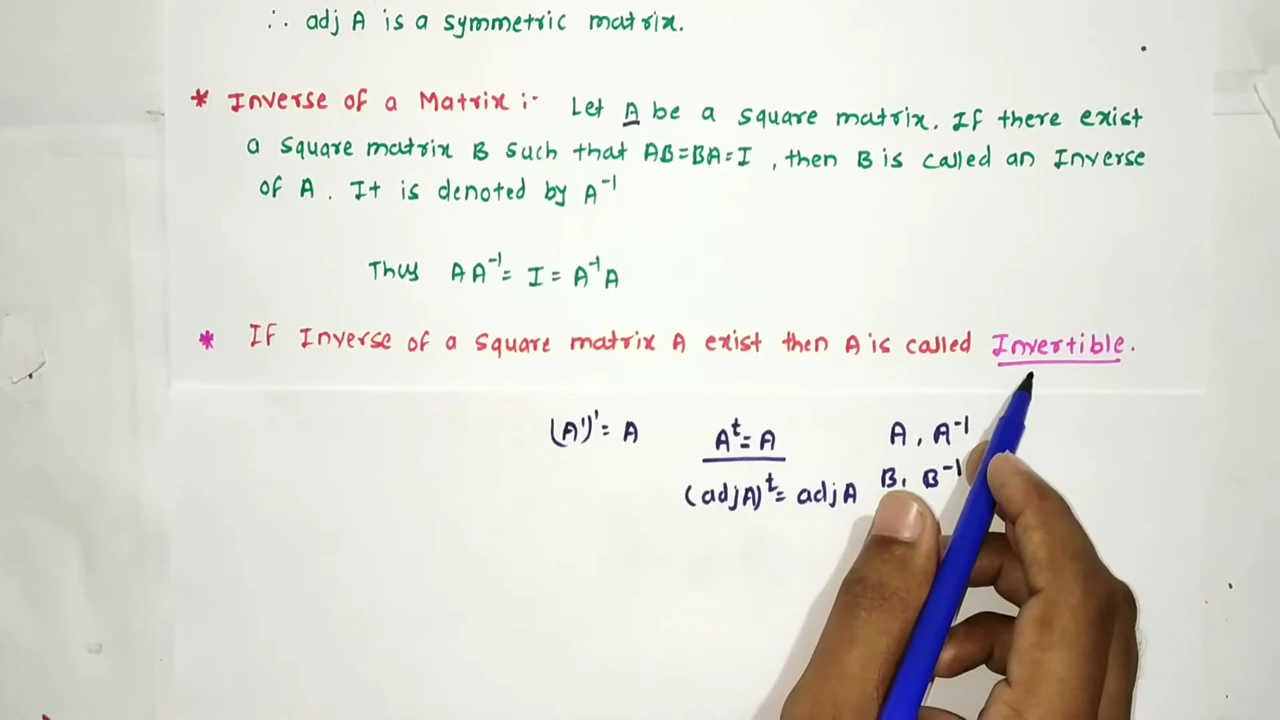 ∴ adj A is a symmetric matrix.
* Inverse of a Matrix :- Let A be a square matrix. If there exist
a square matrix B such that AB=BA=I , then B is called an Inverse
of A. It is denoted by A⁻¹
Thus AA⁻¹= I = A⁻¹A
* If Inverse of a square matrix A exist then A is called Invertible.
(A')'= A Aᵗ= A A, A⁻¹
(adjA)ᵗ= adjA B, B⁻¹